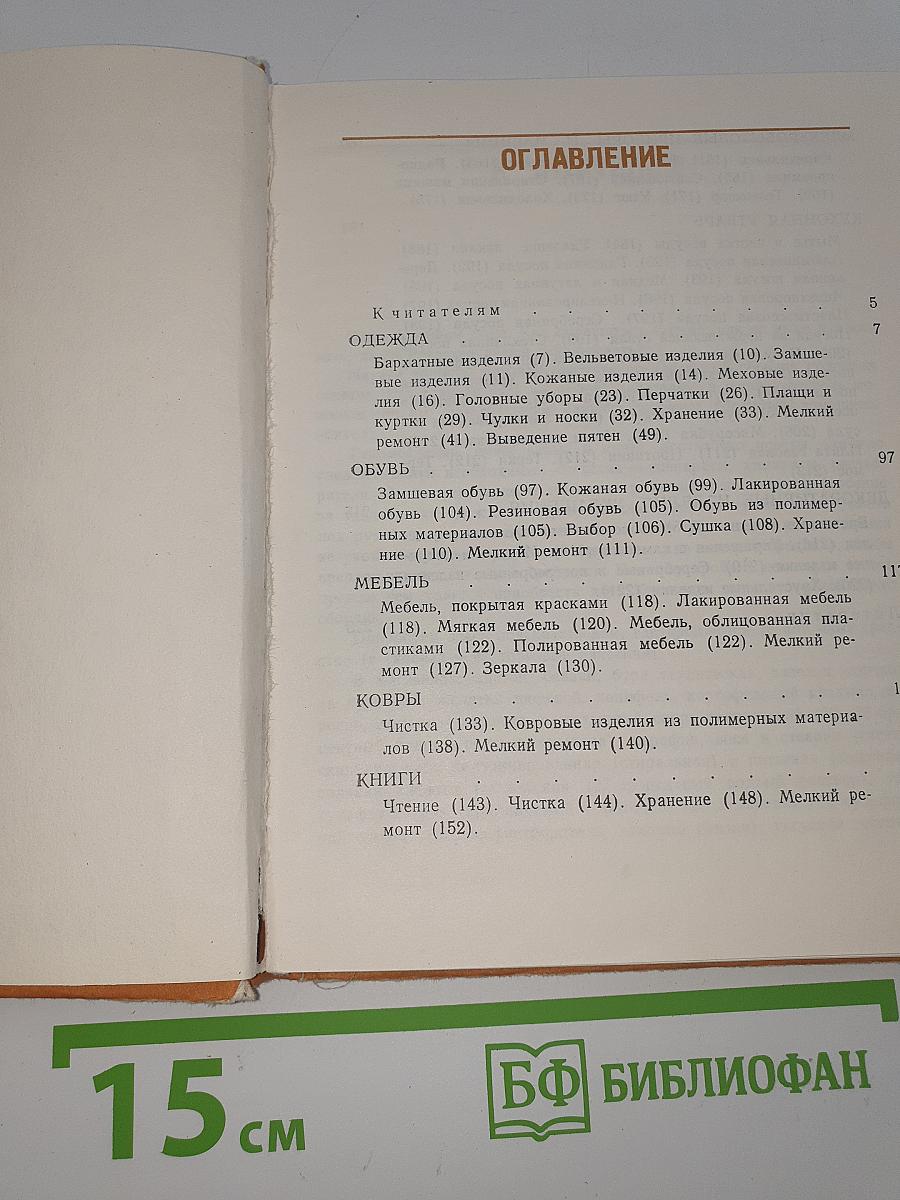 ОГЛАВЛЕНИЕ
К читателям . . . . . . . . 5
ОДЕЖДА . . . . . . . . . . 7
Бархатные изделия (7). Вельветовые изделия (10). Замше-
вые изделия (11). Кожаные изделия (14). Меховые изде-
лия (16). Головные уборы (23). Перчатки (26). Плащи и
куртки (29). Чулки и носки (32). Хранение (33). Мелкий
ремонт (41). Выведение пятен (49).
ОБУВЬ . . . . . . . . . . . 97
Замшевая обувь (97). Кожаная обувь (99). Лакированная
обувь (104). Резиновая обувь (105). Обувь из полимер-
ных материалов (105). Выбор (106). Сушка (108). Хране-
ние (110). Мелкий ремонт (111).
МЕБЕЛЬ . . . . . . . . . . 117
Мебель, покрытая красками (118). Лакированная мебель
(118). Мягкая мебель (120). Мебель, облицованная пла-
стиками (122). Полированная мебель (122). Мелкий ре-
монт (127). Зеркала (130).
КОВРЫ . . . . . . . . . .
Чистка (133). Ковровые изделия из полимерных материа-
лов (138). Мелкий ремонт (140).
КНИГИ . . . . . . . . . .
Чтение (143). Чистка (144). Хранение (148). Мелкий ре-
монт (152).
15 см
БФ БИБЛИОФАН